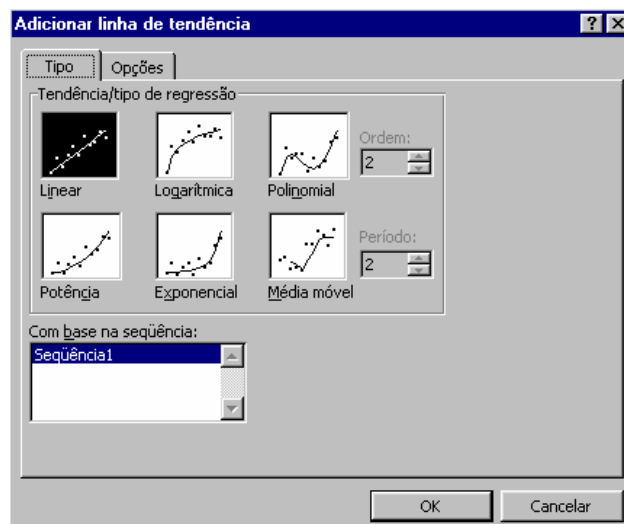 Adicionar linha de tendência
Tipo Opções
Tendência/tipo de regressão
Ordem:
2
Linear Logarítmica Polinomial
Período:
2
Potência Exponencial Média móvel
Com base na seqüência:
Seqüência1
OK Cancelar